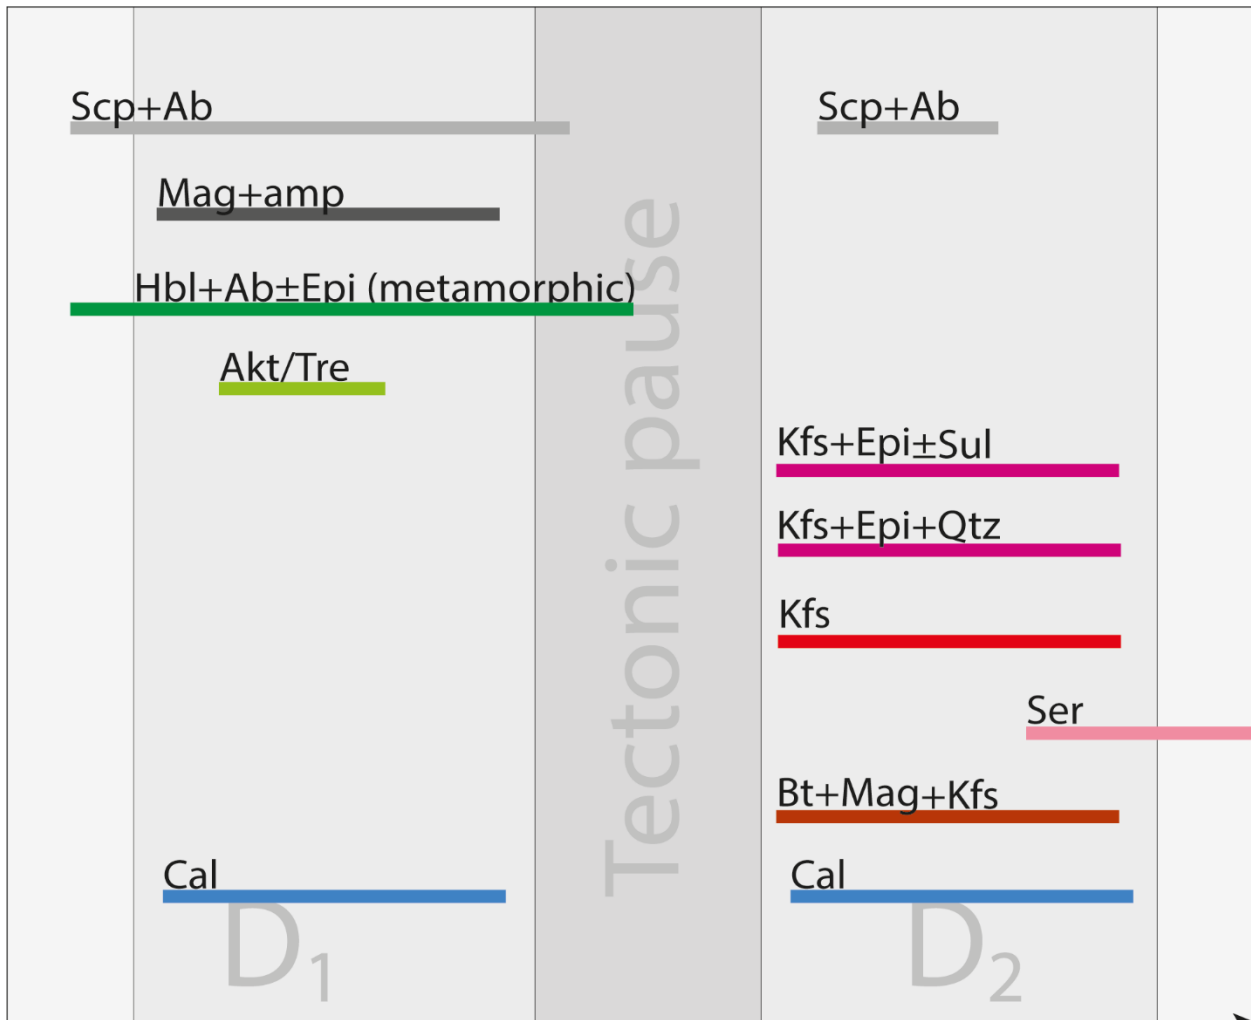 Scp+Ab
Scp+Ab
Mag+amp
Hbl+Ab±Epi (metamorphic)
Akt/Tre
Tectonic pause
Kfs+Epi±Sul
Kfs+Epi+Qtz
Kfs
Ser
Bt+Mag+Kfs
Cal
Cal
D₁
D₂